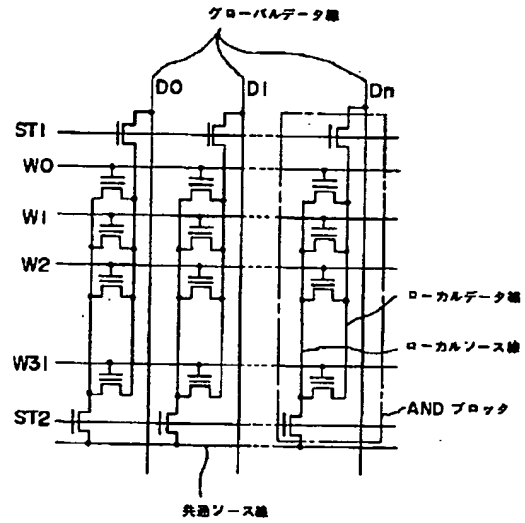 グローバルデータ線
D0 D1 Dn
ST1
W0
W1
W2
ローカルデータ線
ローカルソース線
W31
AND ブロック
ST2
共通ソース線